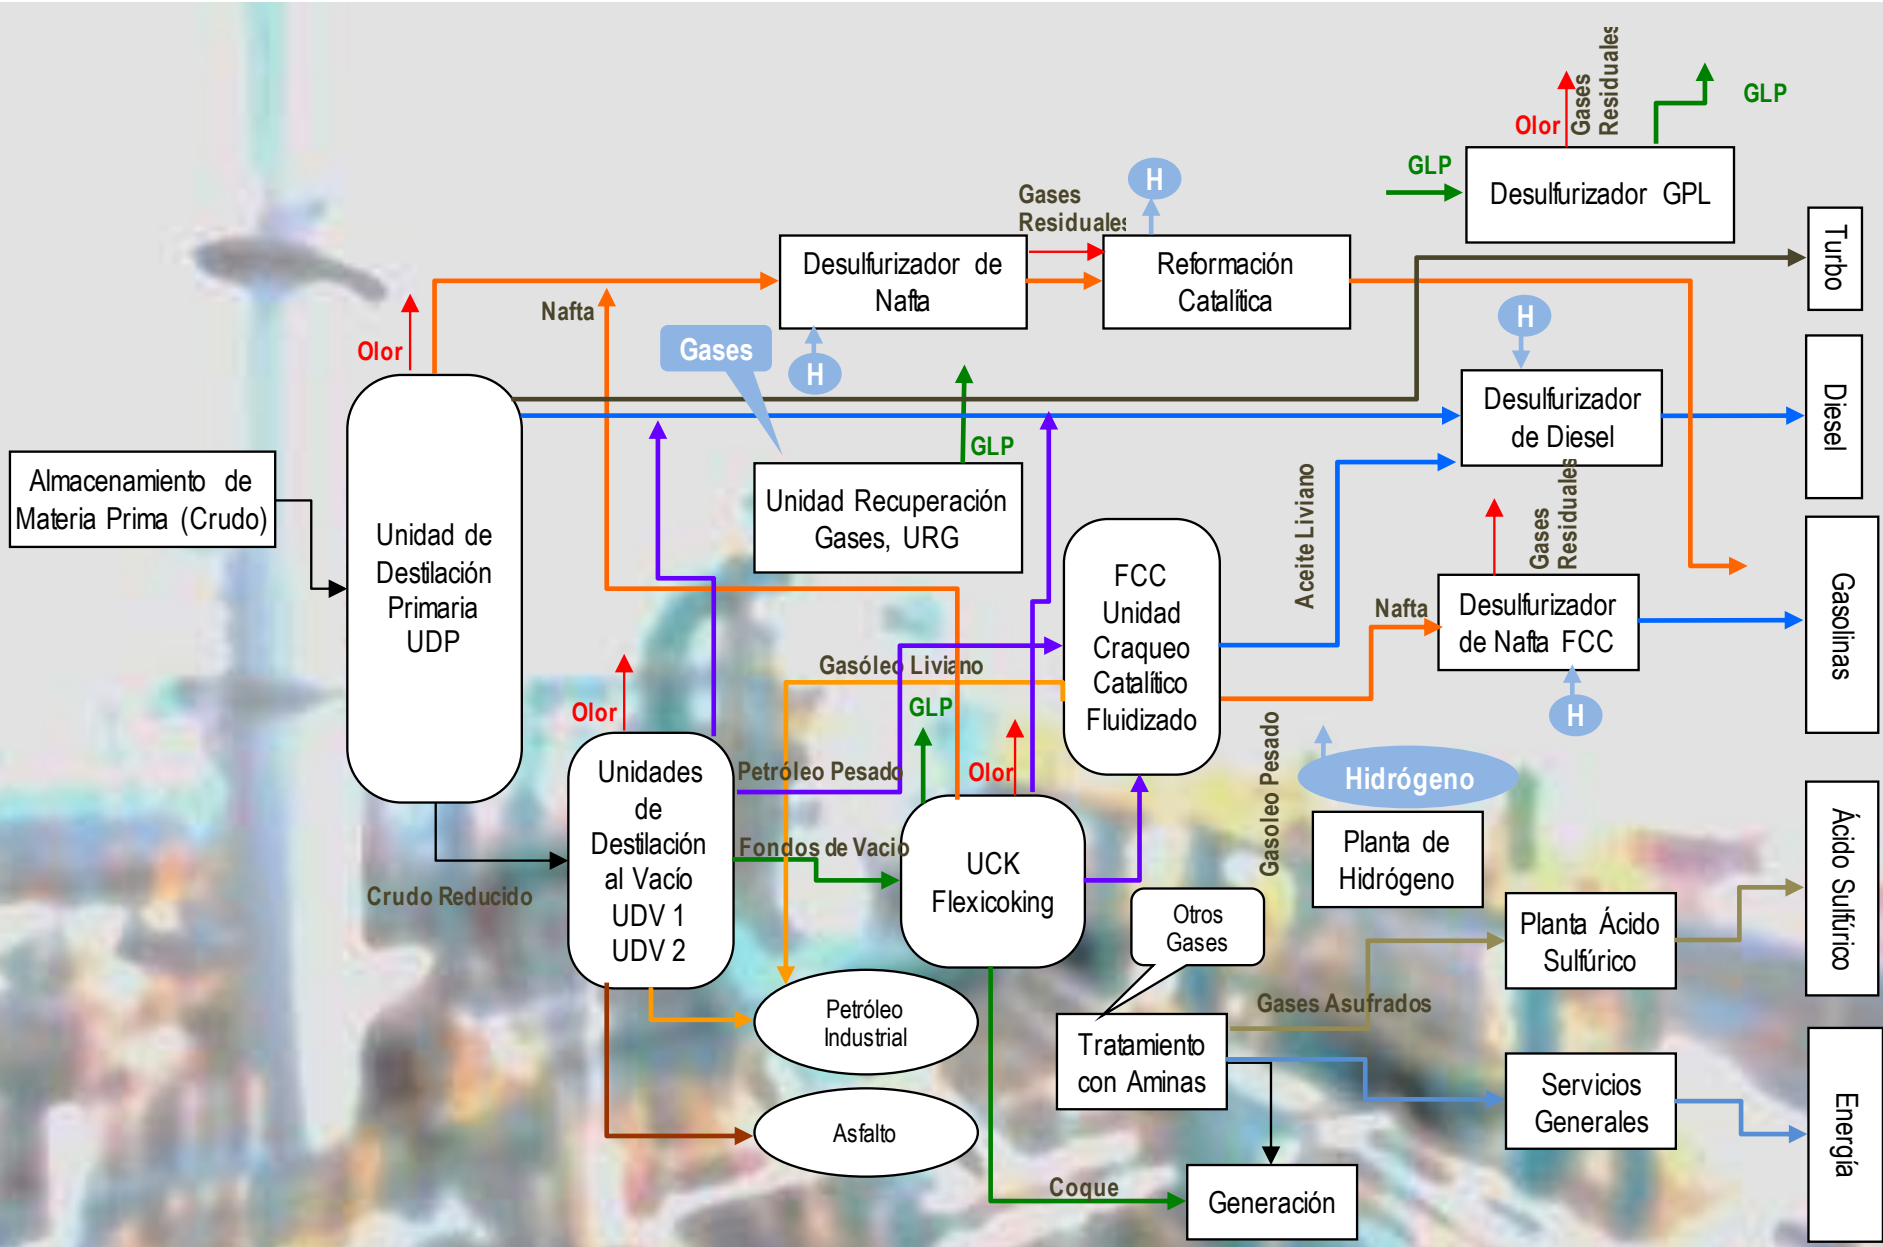 Gases
Residuales
Olor
GLP
GLP
Desulfurizador GPL
H
Gases
Residuales
Desulfurizador de
Nafta
Reformación
Catalítica
Turbo
Nafta
Olor
Gases
H
H
Desulfurizador
de Diesel
Diesel
GLP
Almacenamiento de
Materia Prima (Crudo)
Unidad de
Destilación
Primaria
UDP
Unidad Recuperación
Gases, URG
Aceite Liviano
Gases
Residuales
FCC
Unidad
Craqueo
Catalítico
Fluidizado
Nafta
Desulfurizador
de Nafta FCC
Gasolinas
Gasóleo Liviano
Olor
GLP
H
Gasoleo Pesado
Unidades
de
Destilación
al Vacío
UDV 1
UDV 2
Petróleo Pesado
Olor
Hidrógeno
Planta de
Hidrógeno
Ácido Sulfúrico
Fondos de Vacio
UCK
Flexicoking
Crudo Reducido
Otros
Gases
Planta Ácido
Sulfúrico
Petróleo
Industrial
Gases Asufrados
Tratamiento
con Aminas
Servicios
Generales
Energía
Asfalto
Coque
Generación